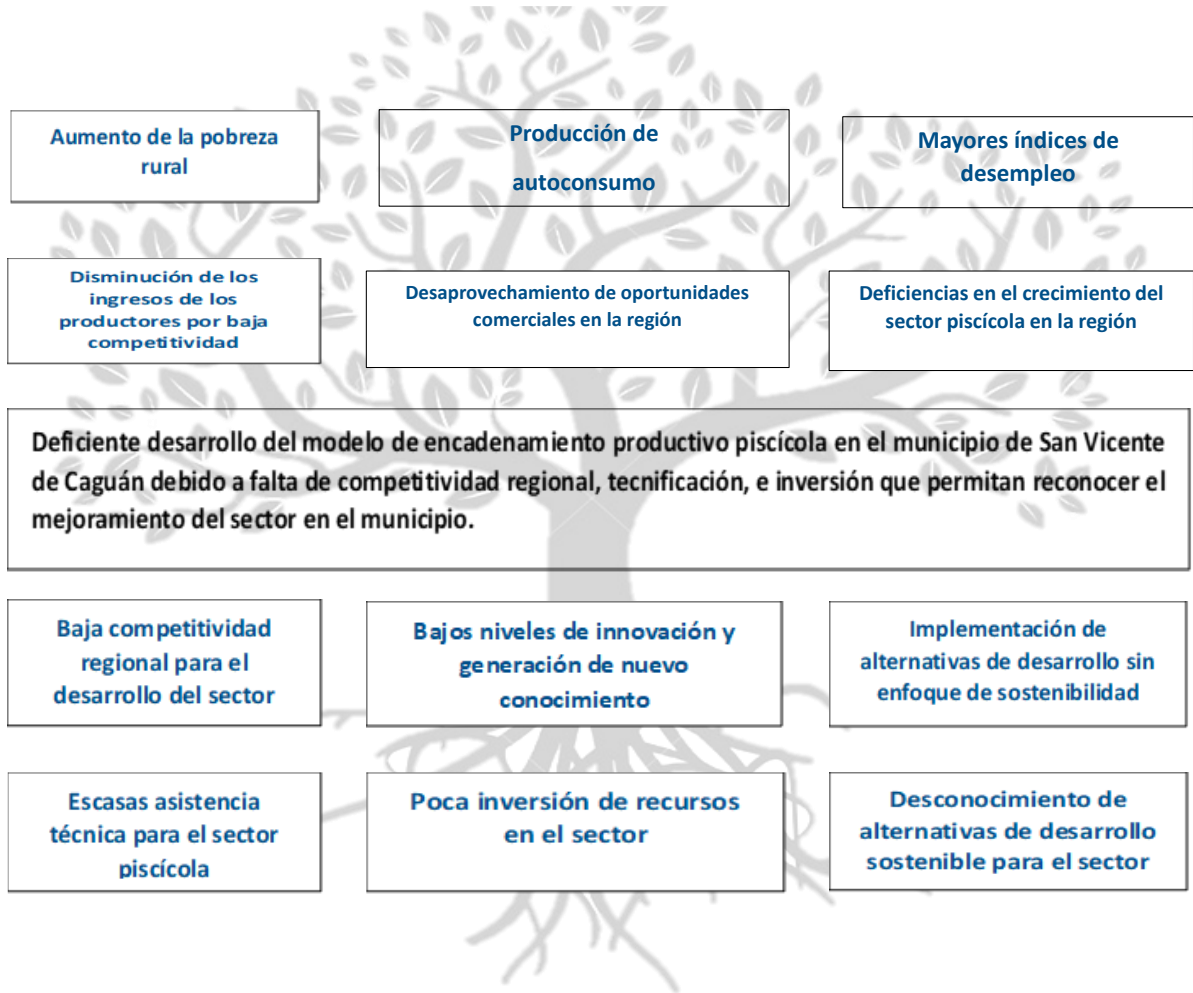 Aumento de la pobreza
rural
Producción de
autoconsumo
Mayores índices de
desempleo
Disminución de los
ingresos de los
productores por baja
competitividad
Desaprovechamiento de oportunidades
comerciales en la región
Deficiencias en el crecimiento del
sector piscícola en la región
Deficiente desarrollo del modelo de encadenamiento productivo piscícola en el municipio de San Vicente
de Caguán debido a falta de competitividad regional, tecnificación, e inversión que permitan reconocer el
mejoramiento del sector en el municipio.
Baja competitividad
regional para el
desarrollo del sector
Bajos niveles de innovación y
generación de nuevo
conocimiento
Implementación de
alternativas de desarrollo sin
enfoque de sostenibilidad
Escasas asistencia
técnica para el sector
piscícola
Poca inversión de recursos
en el sector
Desconocimiento de
alternativas de desarrollo
sostenible para el sector